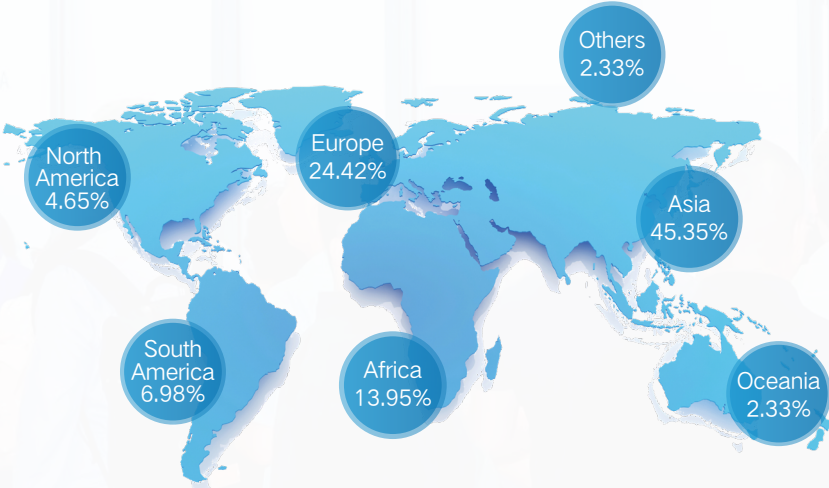 Others
2.33%
Europe
24.42%
North
America
4.65%
Asia
45.35%
South
America
6.98%
Africa
13.95%
Oceania
2.33%